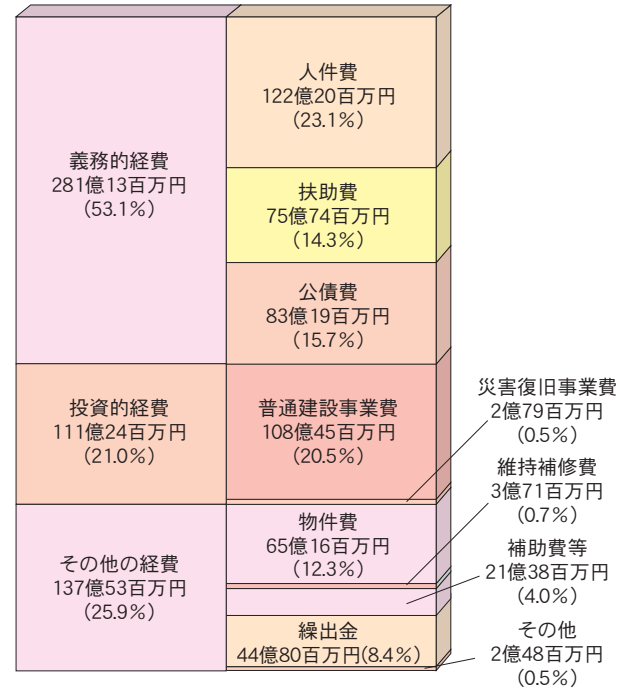 義務的経費
281億13百万円
(53.1%)
人件費
122億20百万円
(23.1%)
扶助費
75億74百万円
(14.3%)
公債費
83億19百万円
(15.7%)
投資的経費
111億24百万円
(21.0%)
普通建設事業費
108億45百万円
(20.5%)
災害復旧事業費
2億79百万円
(0.5%)
その他の経費
137億53百万円
(25.9%)
物件費
65億16百万円
(12.3%)
維持補修費
3億71百万円
(0.7%)
補助費等
21億38百万円
(4.0%)
繰出金
44億80百万円(8.4%)
その他
2億48百万円
(0.5%)